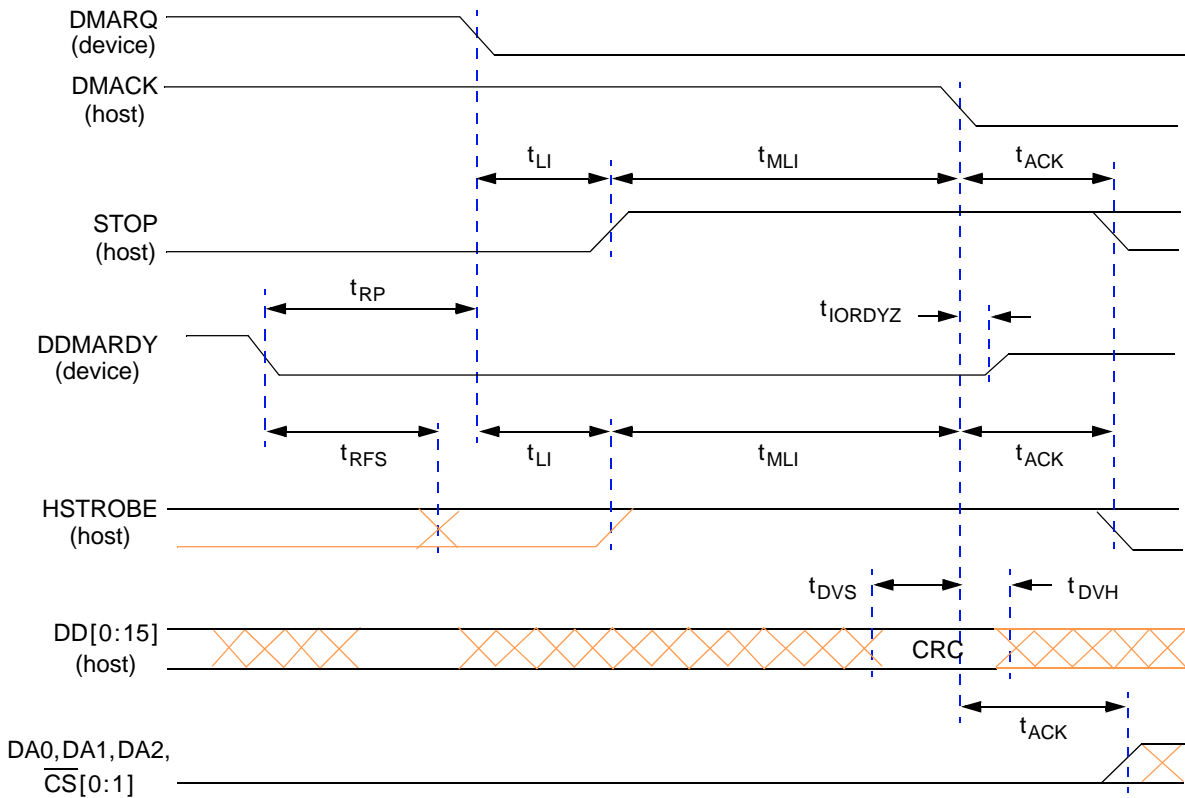 DMARQ
(device)
DMACK
(host)
tLI
tMLI
tACK
STOP
(host)
tRP
tIORDYZ
DDMARDY
(device)
tRFS
tLI
tMLI
tACK
HSTROBE
(host)
tDVS
tDVH
DD[0:15]
(host)
CRC
tACK
DA0,DA1,DA2,
C̅S̅[0:1]